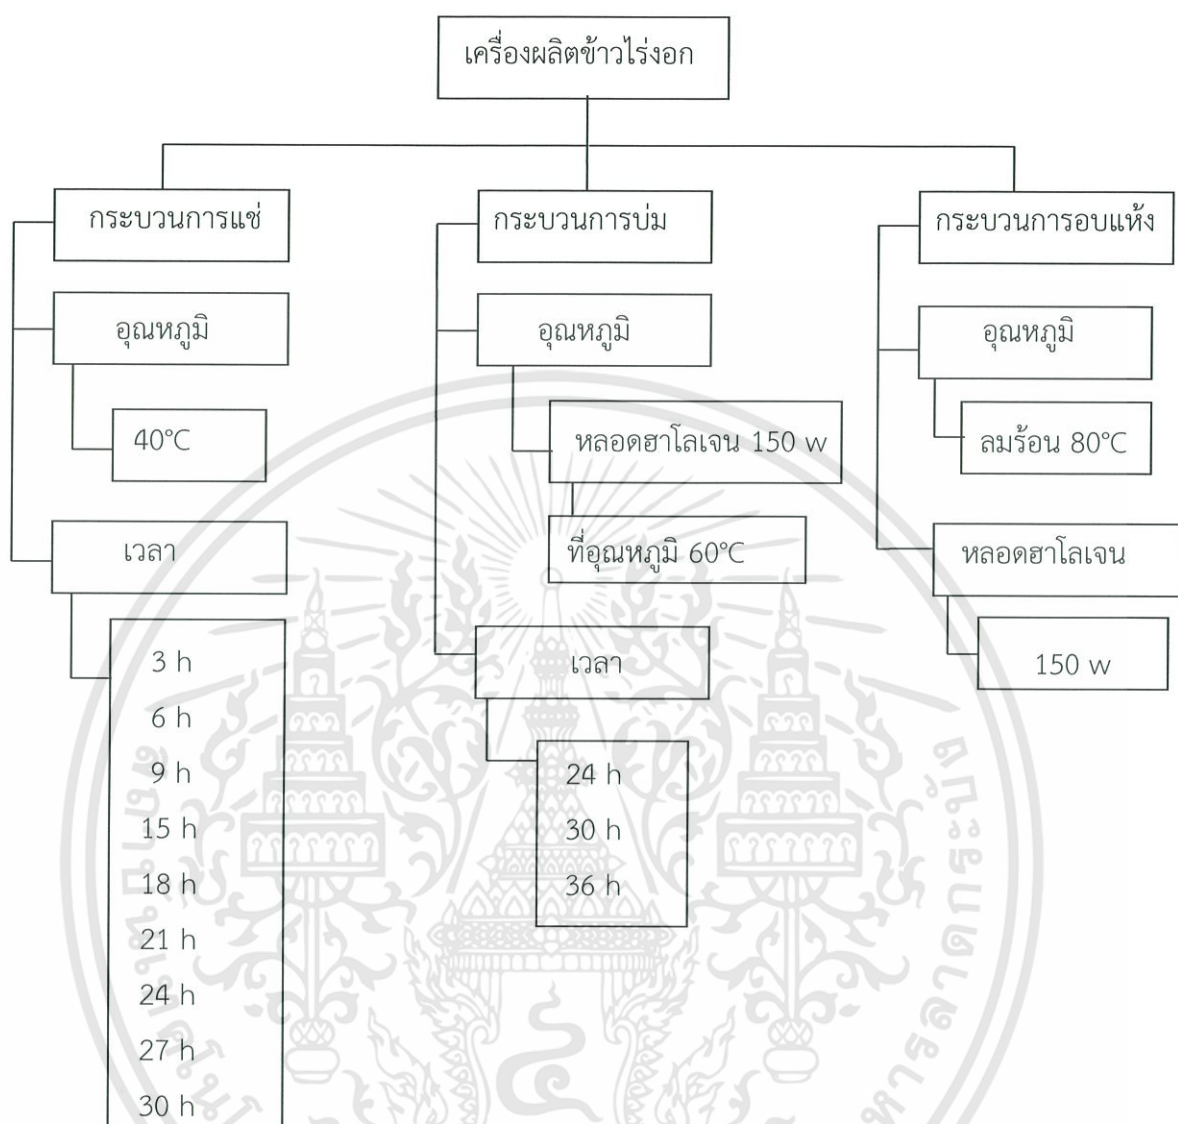 เครื่องผลิตข้าวไร่งอก
กระบวนการแช่
อุณหภูมิ
40°C
เวลา
3 h
6 h
9 h
15 h
18 h
21 h
24 h
27 h
30 h
กระบวนการบ่ม
อุณหภูมิ
หลอดฮาโลเจน 150 w
ที่อุณหภูมิ 60°C
เวลา
24 h
30 h
36 h
กระบวนการอบแห้ง
อุณหภูมิ
ลมร้อน 80°C
หลอดฮาโลเจน
150 w